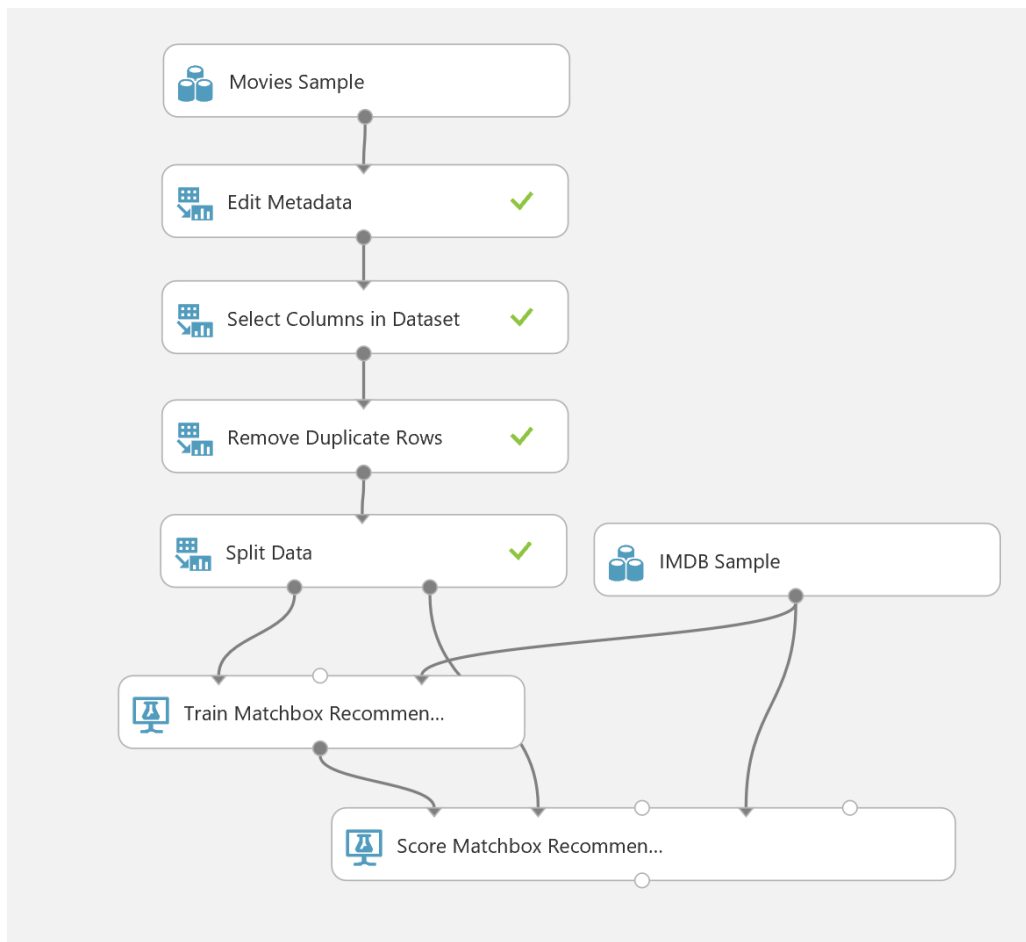 Movies Sample
Edit Metadata
Select Columns in Dataset
Remove Duplicate Rows
Split Data
IMDB Sample
Train Matchbox Recommen...
Score Matchbox Recommen...